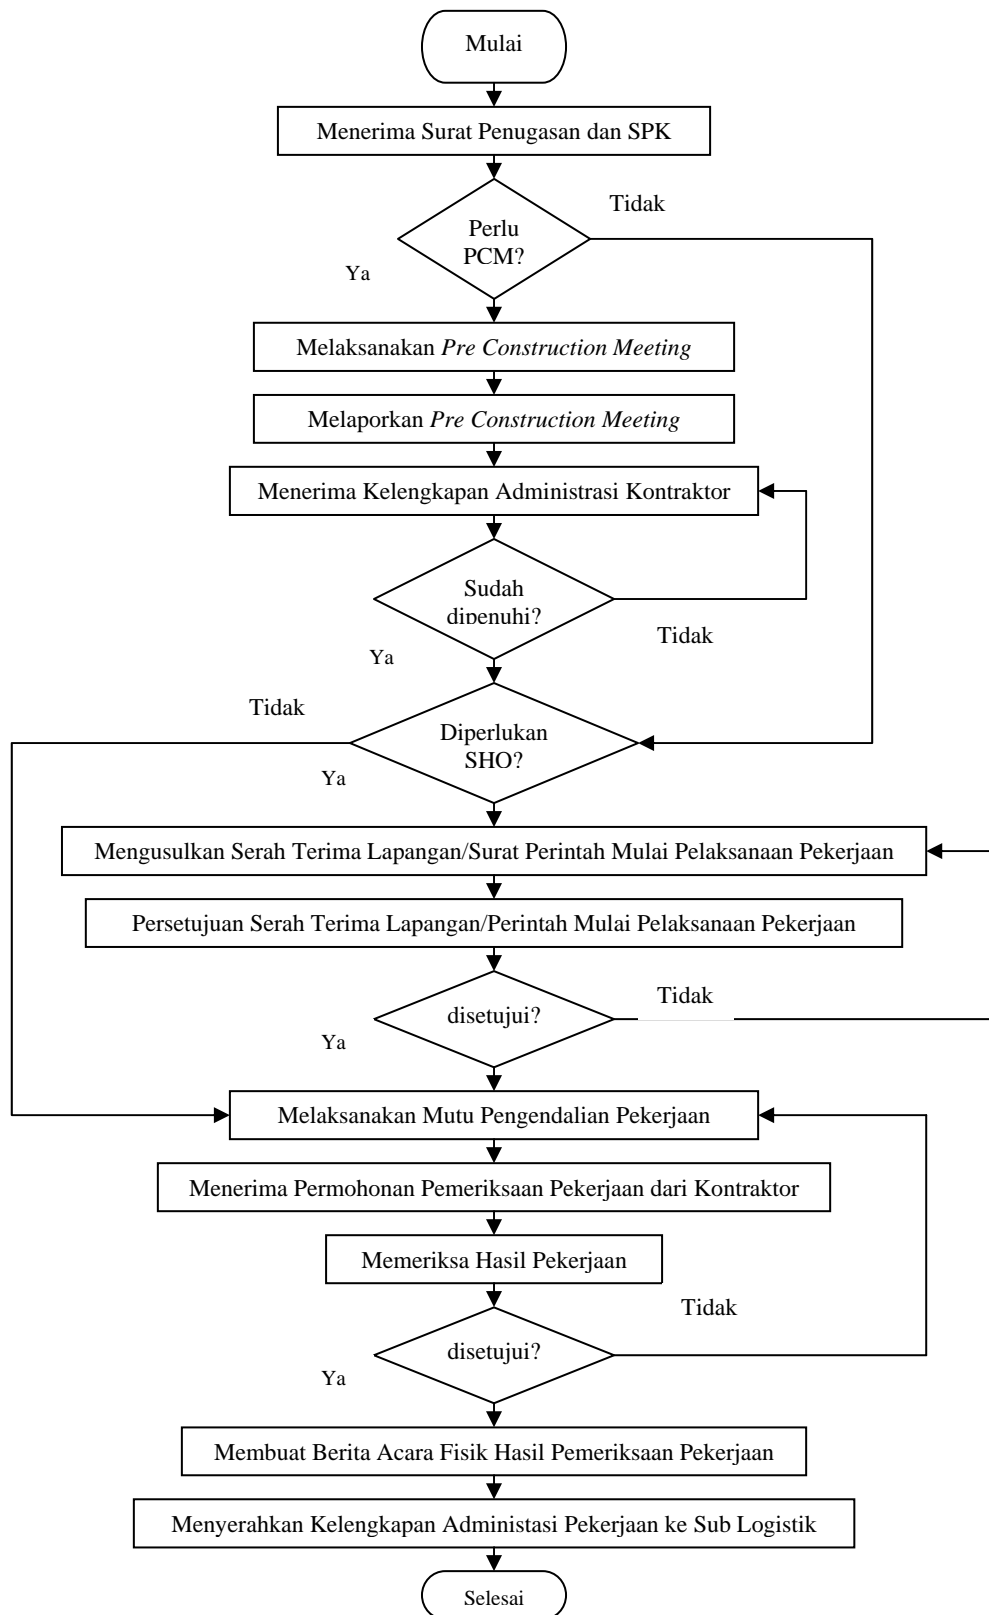 Mulai
Menerima Surat Penugasan dan SPK
Tidak
Perlu
PCM?
Ya
Melaksanakan Pre Construction Meeting
Melaporkan Pre Construction Meeting
Menerima Kelengkapan Administrasi Kontraktor
Sudah
dipenuhi?
Tidak
Ya
Tidak
Diperlukan
SHO?
Ya
Mengusulkan Serah Terima Lapangan/Surat Perintah Mulai Pelaksanaan Pekerjaan
Persetujuan Serah Terima Lapangan/Perintah Mulai Pelaksanaan Pekerjaan
Tidak
disetujui?
Ya
Melaksanakan Mutu Pengendalian Pekerjaan
Menerima Permohonan Pemeriksaan Pekerjaan dari Kontraktor
Memeriksa Hasil Pekerjaan
Tidak
disetujui?
Ya
Membuat Berita Acara Fisik Hasil Pemeriksaan Pekerjaan
Menyerahkan Kelengkapan Administasi Pekerjaan ke Sub Logistik
Selesai